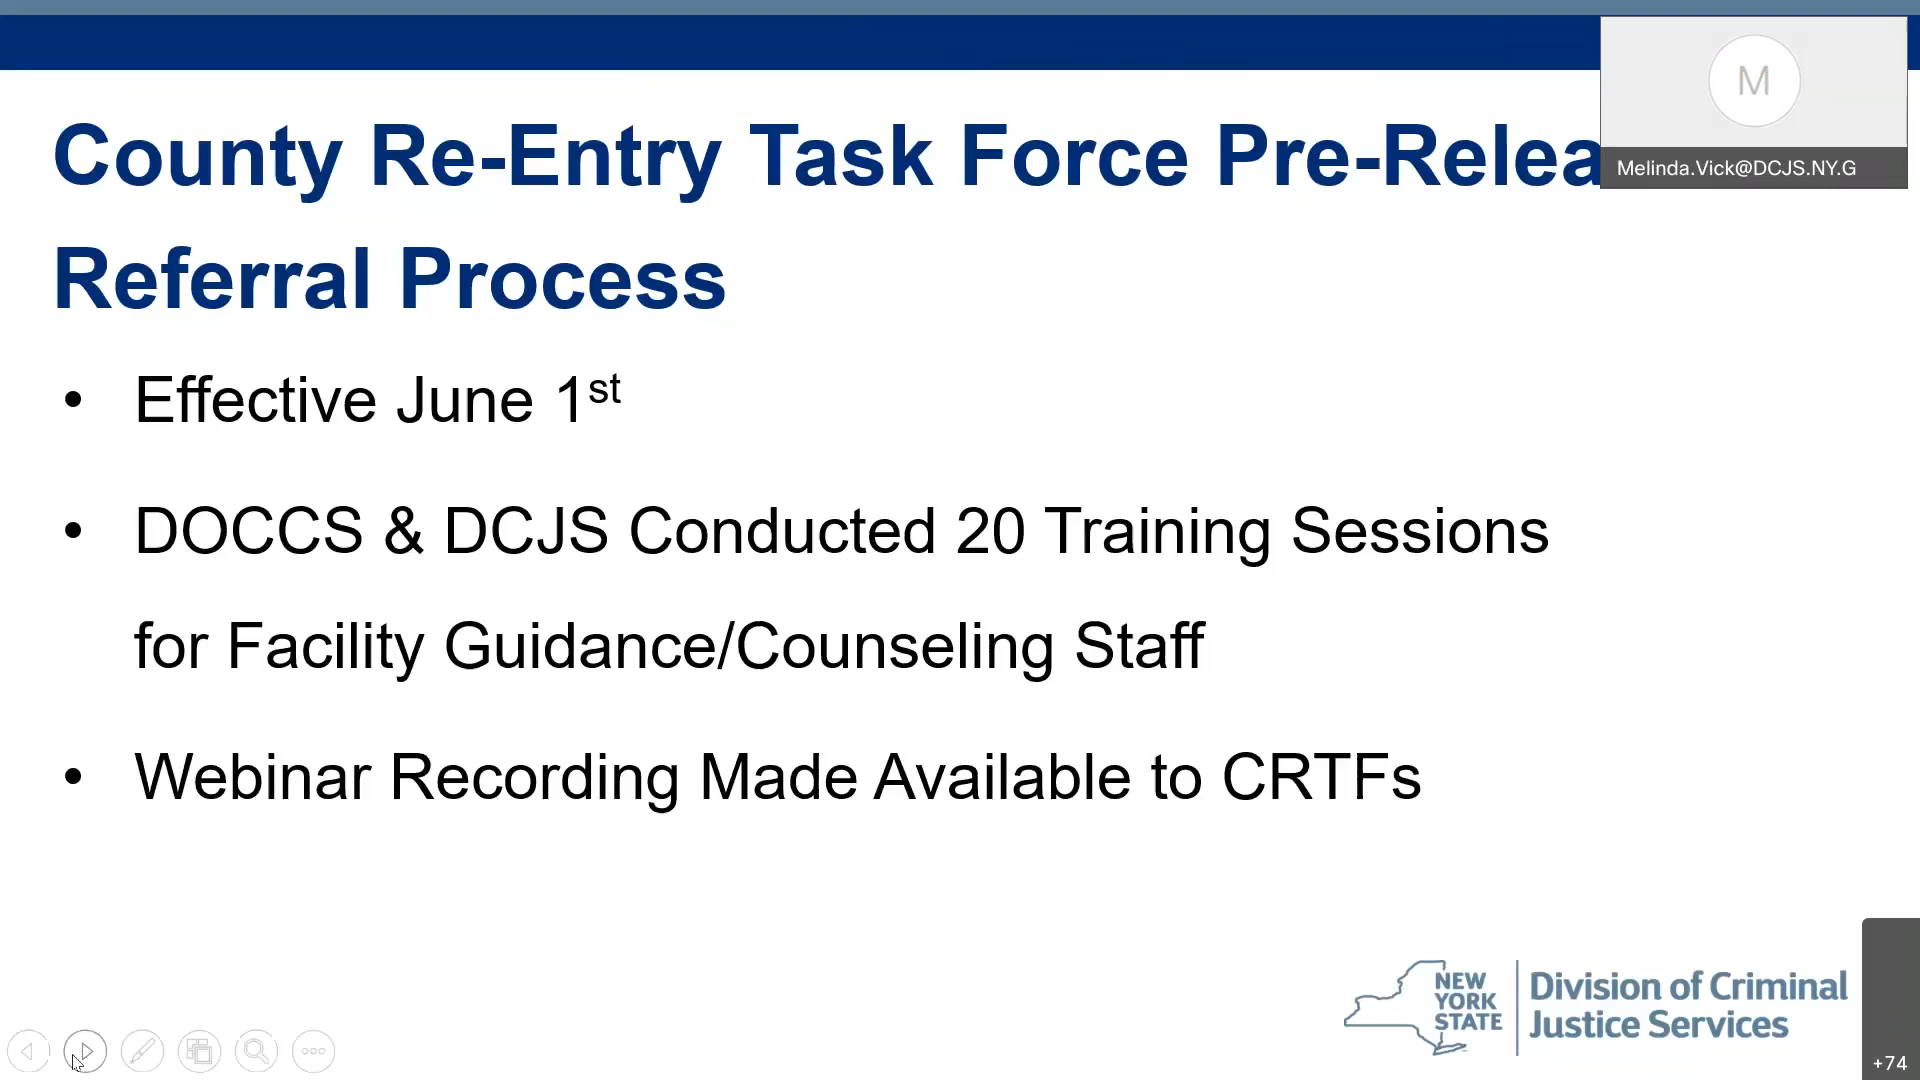 M
Melinda.Vick@DCJS.NY.G
County Re-Entry Task Force Pre-Relea
Referral Process
• Effective June 1st
• DOCCS & DCJS Conducted 20 Training Sessions
for Facility Guidance/Counseling Staff
• Webinar Recording Made Available to CRTFs
NEW
YORK
STATE
Division of Criminal
Justice Services
+74